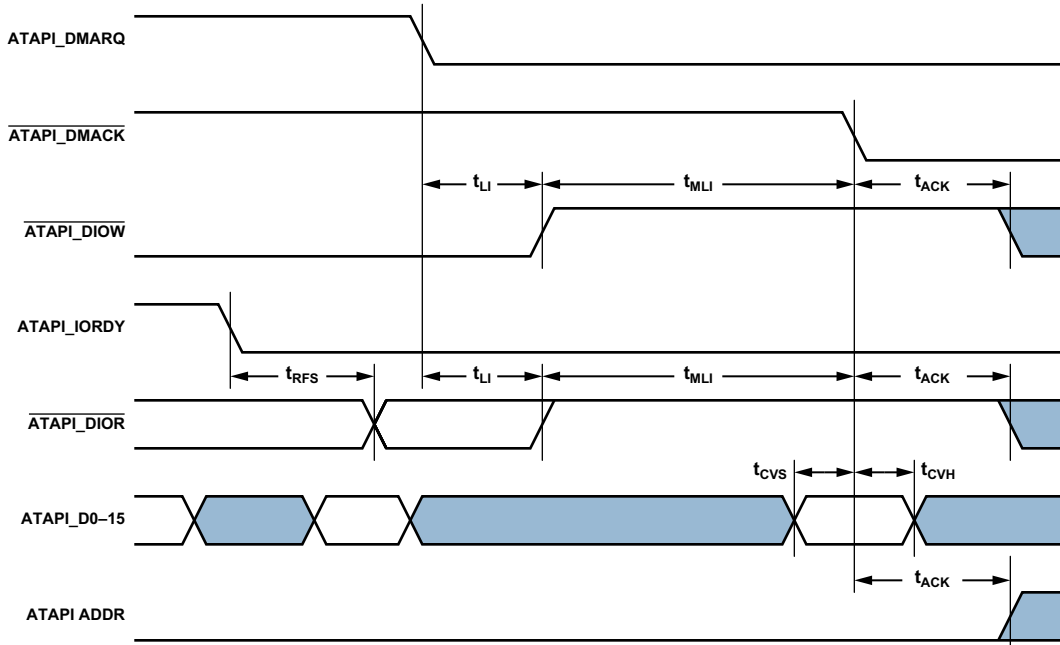 ATAPI_DMARQ
ATAPI_DMACK
tLI tMLI tACK
ATAPI_DIOW
ATAPI_IORDY
tRFS tLI tMLI tACK
ATAPI_DIOR
tCVS tCVH
ATAPI_D0–15
tACK
ATAPI ADDR